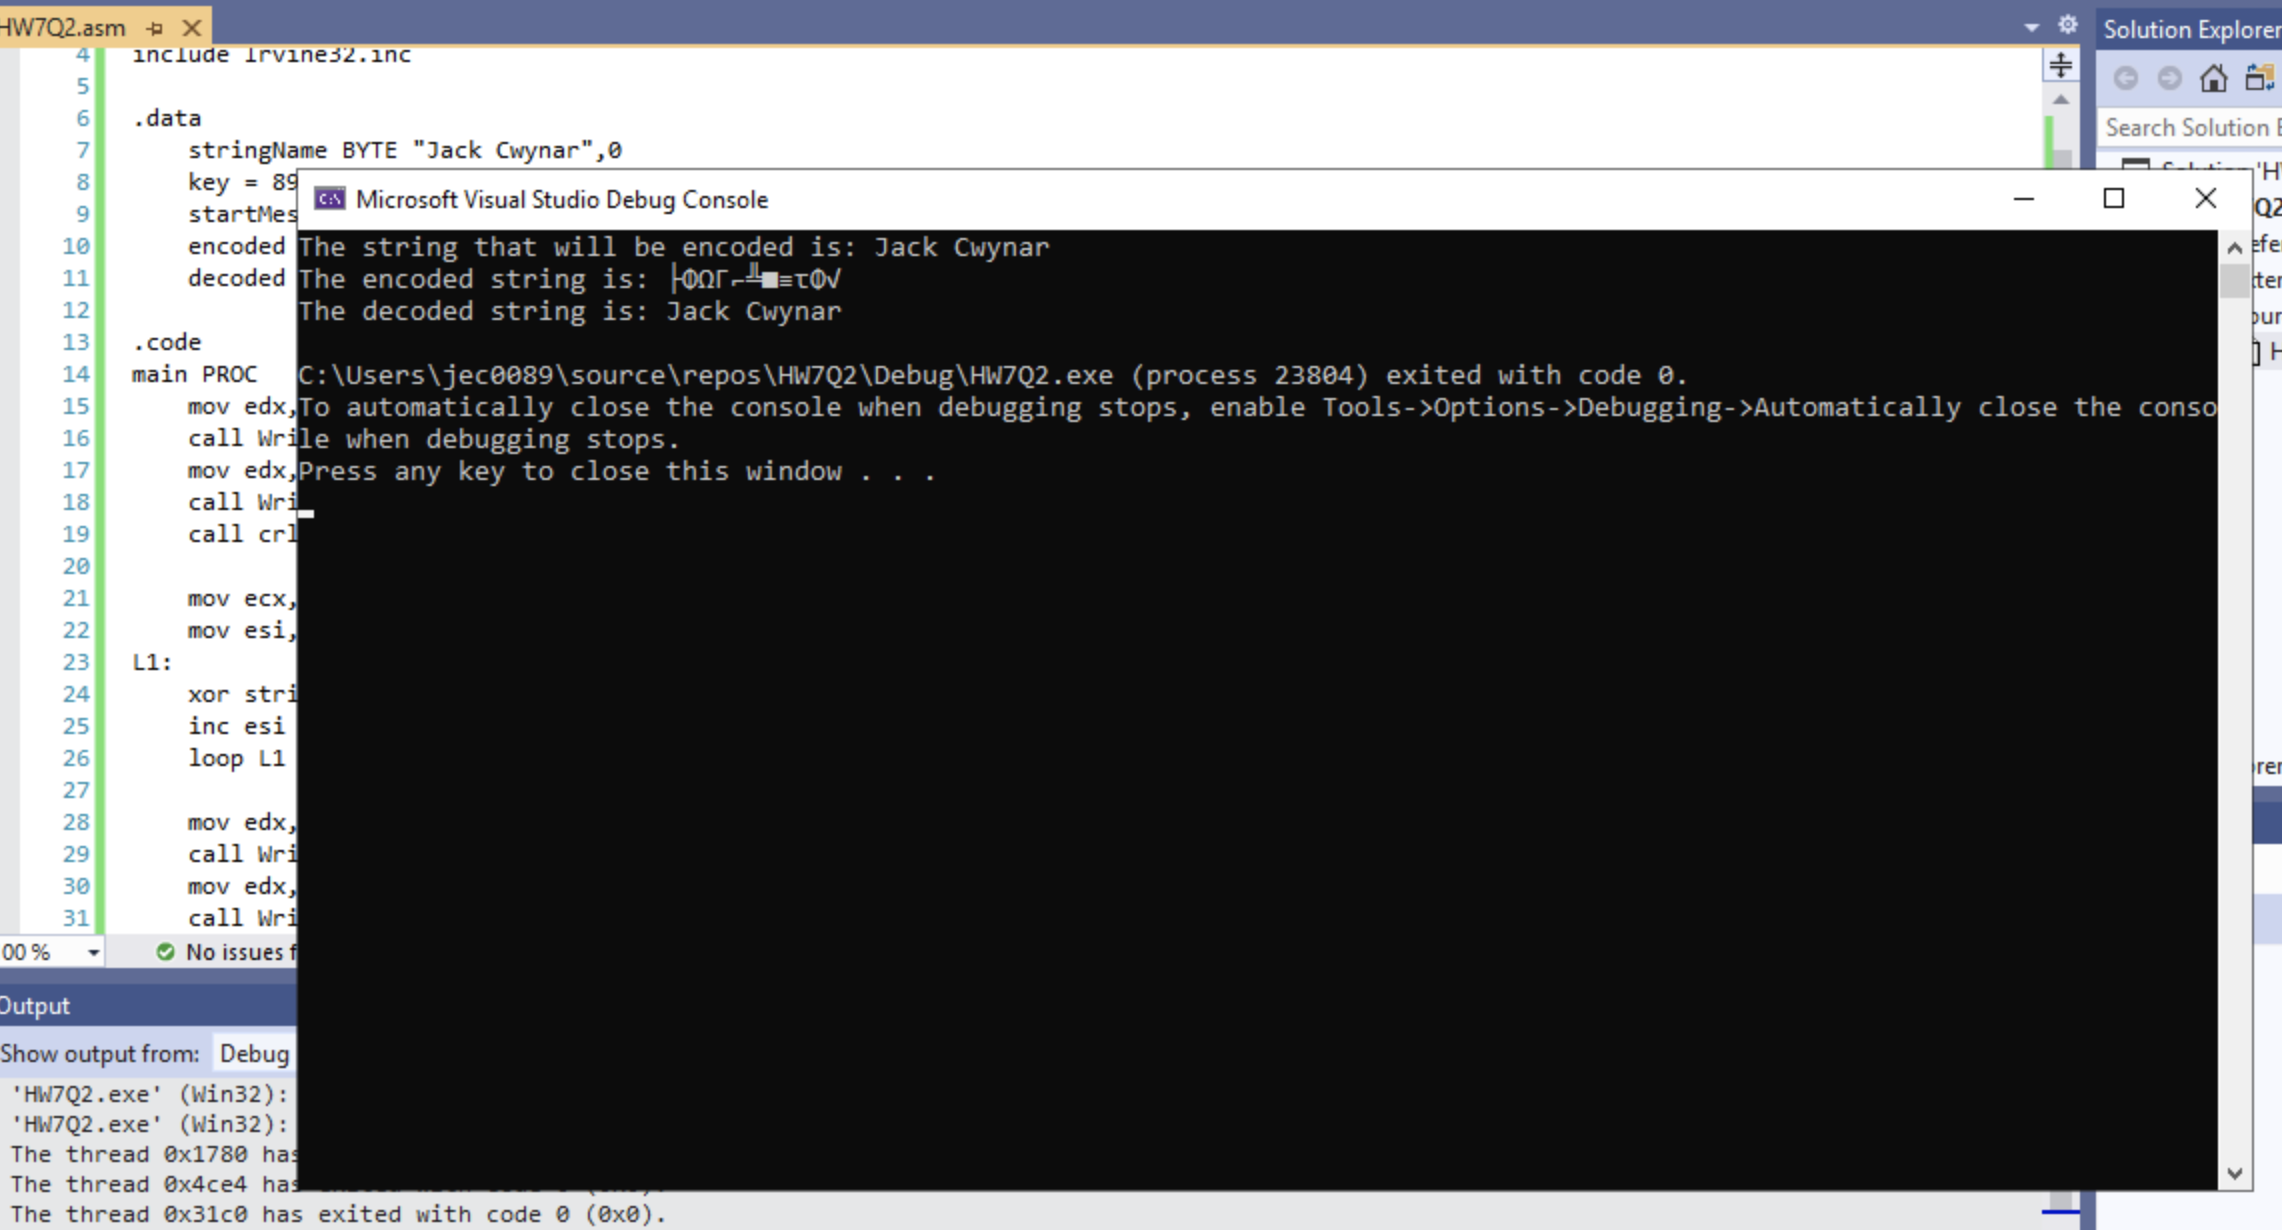 HW7Q2.asm
Solution Explorer
4 include Irvine32.inc
5
6 .data
7 stringName BYTE "Jack Cwynar",0
8 key = 89
9 startMes
10 encoded
11 decoded
12
13 .code
14 main PROC
15 mov edx,
16 call Wri
17 mov edx,
18 call Wri
19 call crl
20
21 mov ecx,
22 mov esi,
23 L1:
24 xor stri
25 inc esi
26 loop L1
27
28 mov edx,
29 call Wri
30 mov edx,
31 call Wri
Search Solution E
Microsoft Visual Studio Debug Console
The string that will be encoded is: Jack Cwynar
The encoded string is: ├ΦΩΓ⌐╩■≡τΦ√
The decoded string is: Jack Cwynar
C:\Users\jec0089\source\repos\HW7Q2\Debug\HW7Q2.exe (process 23804) exited with code 0.
To automatically close the console when debugging stops, enable Tools->Options->Debugging->Automatically close the conso
le when debugging stops.
Press any key to close this window . . .
00 %
No issues f
Output
Show output from: Debug
'HW7Q2.exe' (Win32):
'HW7Q2.exe' (Win32):
The thread 0x1780 has
The thread 0x4ce4 has
The thread 0x31c0 has exited with code 0 (0x0).